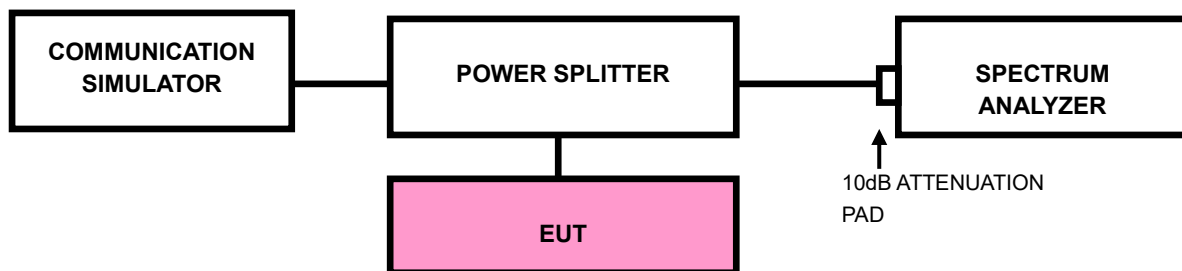 COMMUNICATION
SIMULATOR
POWER SPLITTER
SPECTRUM
ANALYZER
10dB ATTENUATION
PAD
EUT